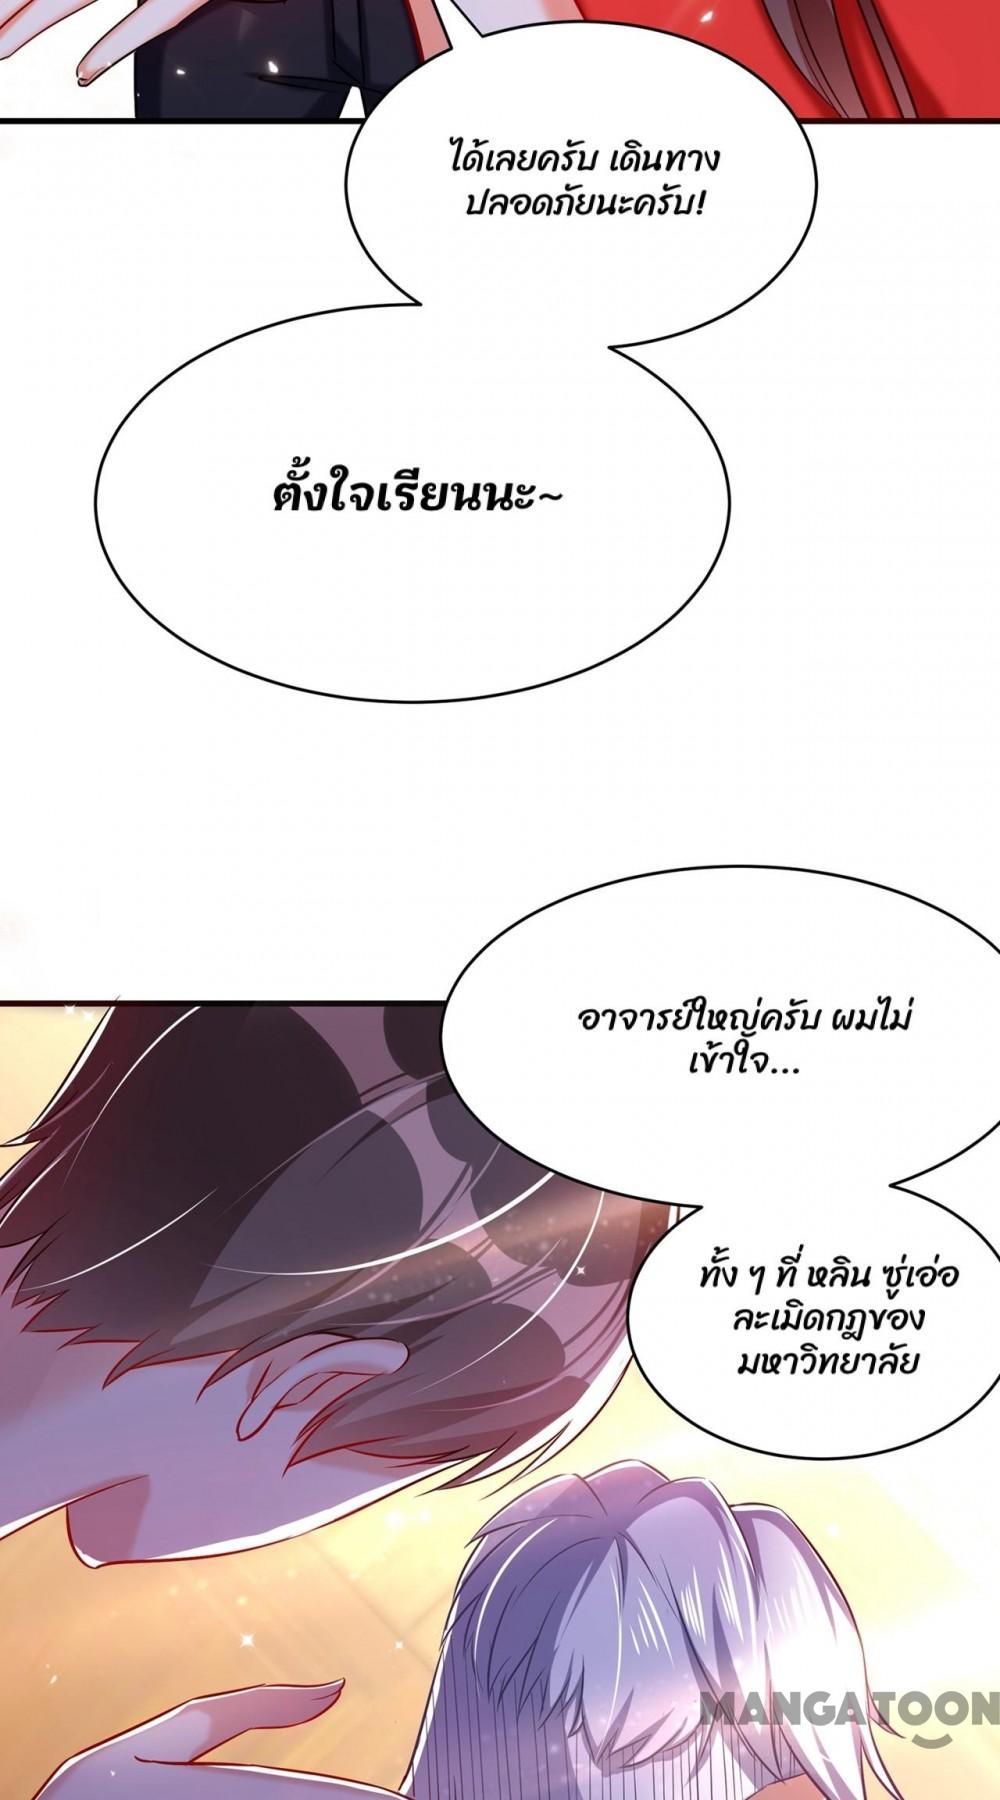 ได้เลยครับ เดินทาง
ปลอดภัยนะครับ!
ตั้งใจเรียนนะ~
อาจารย์ใหญ่ครับ ผมไม่
เข้าใจ...
ทั้ง ๆ ที่ หลิน ซู่เอ่อ
ละเมิดกฎของ
มหาวิทยาลัย
MANGATOON